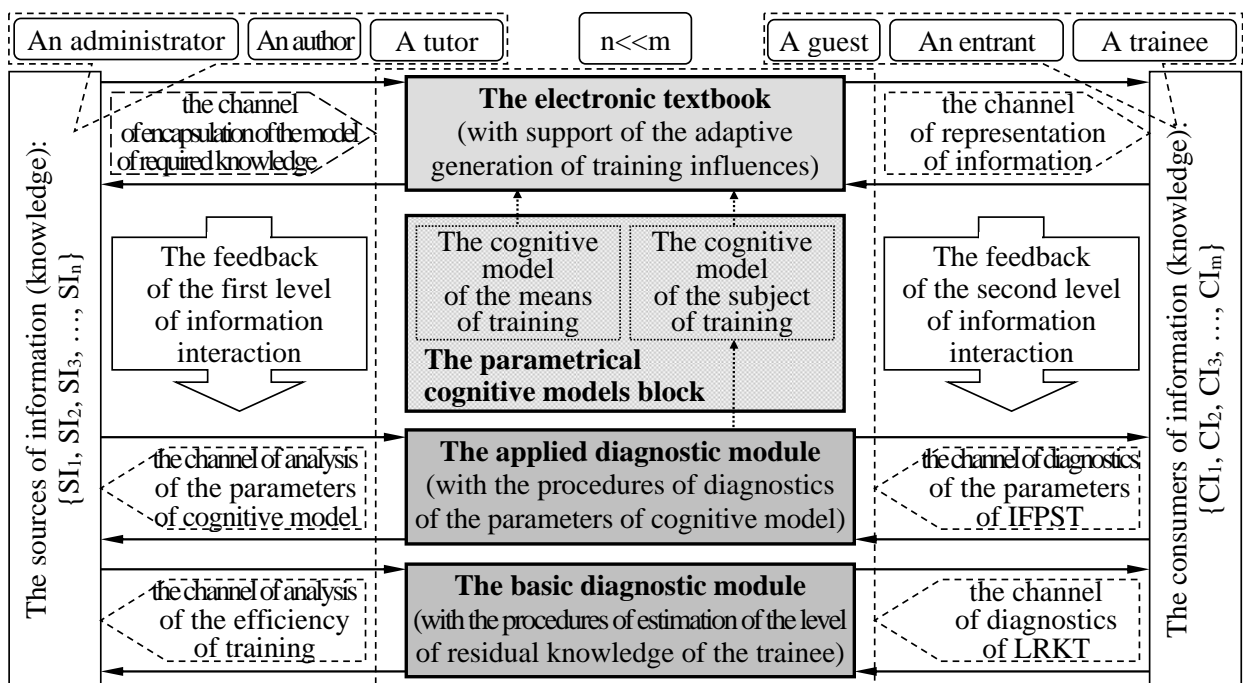 An administrator
An author
A tutor
n<<m
A guest
An entrant
A trainee
The sources of information (knowledge):
{SI1, SI2, SI3, …, SIn}
the channel
of encapsulation of the model
of required knowledge
The electronic textbook
(with support of the adaptive
generation of training influences)
the channel
of representation
of information
The feedback
of the first level
of information
interaction
The cognitive
model
of the means
of training
The cognitive
model
of the subject
of training
The parametrical
cognitive models block
The feedback
of the second level
of information
interaction
the channel of analysis
of the parameters
of cognitive model
The applied diagnostic module
(with the procedures of diagnostics
of the parameters of cognitive model)
the channel of diagnostics
of the parameters
of IFPST
the channel of analysis
of the efficiency
of training
The basic diagnostic module
(with the procedures of estimation of the level
of residual knowledge of the trainee)
the channel
of diagnostics
of LRKT
The consumers of information (knowledge):
{CI1, CI2, CI3, …, CIm}